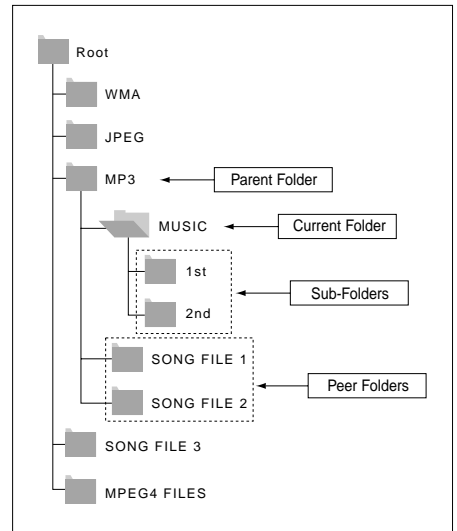 Root
WMA
JPEG
MP3
Parent Folder
MUSIC
Current Folder
1st
Sub-Folders
2nd
SONG FILE 1
Peer Folders
SONG FILE 2
SONG FILE 3
MPEG4 FILES